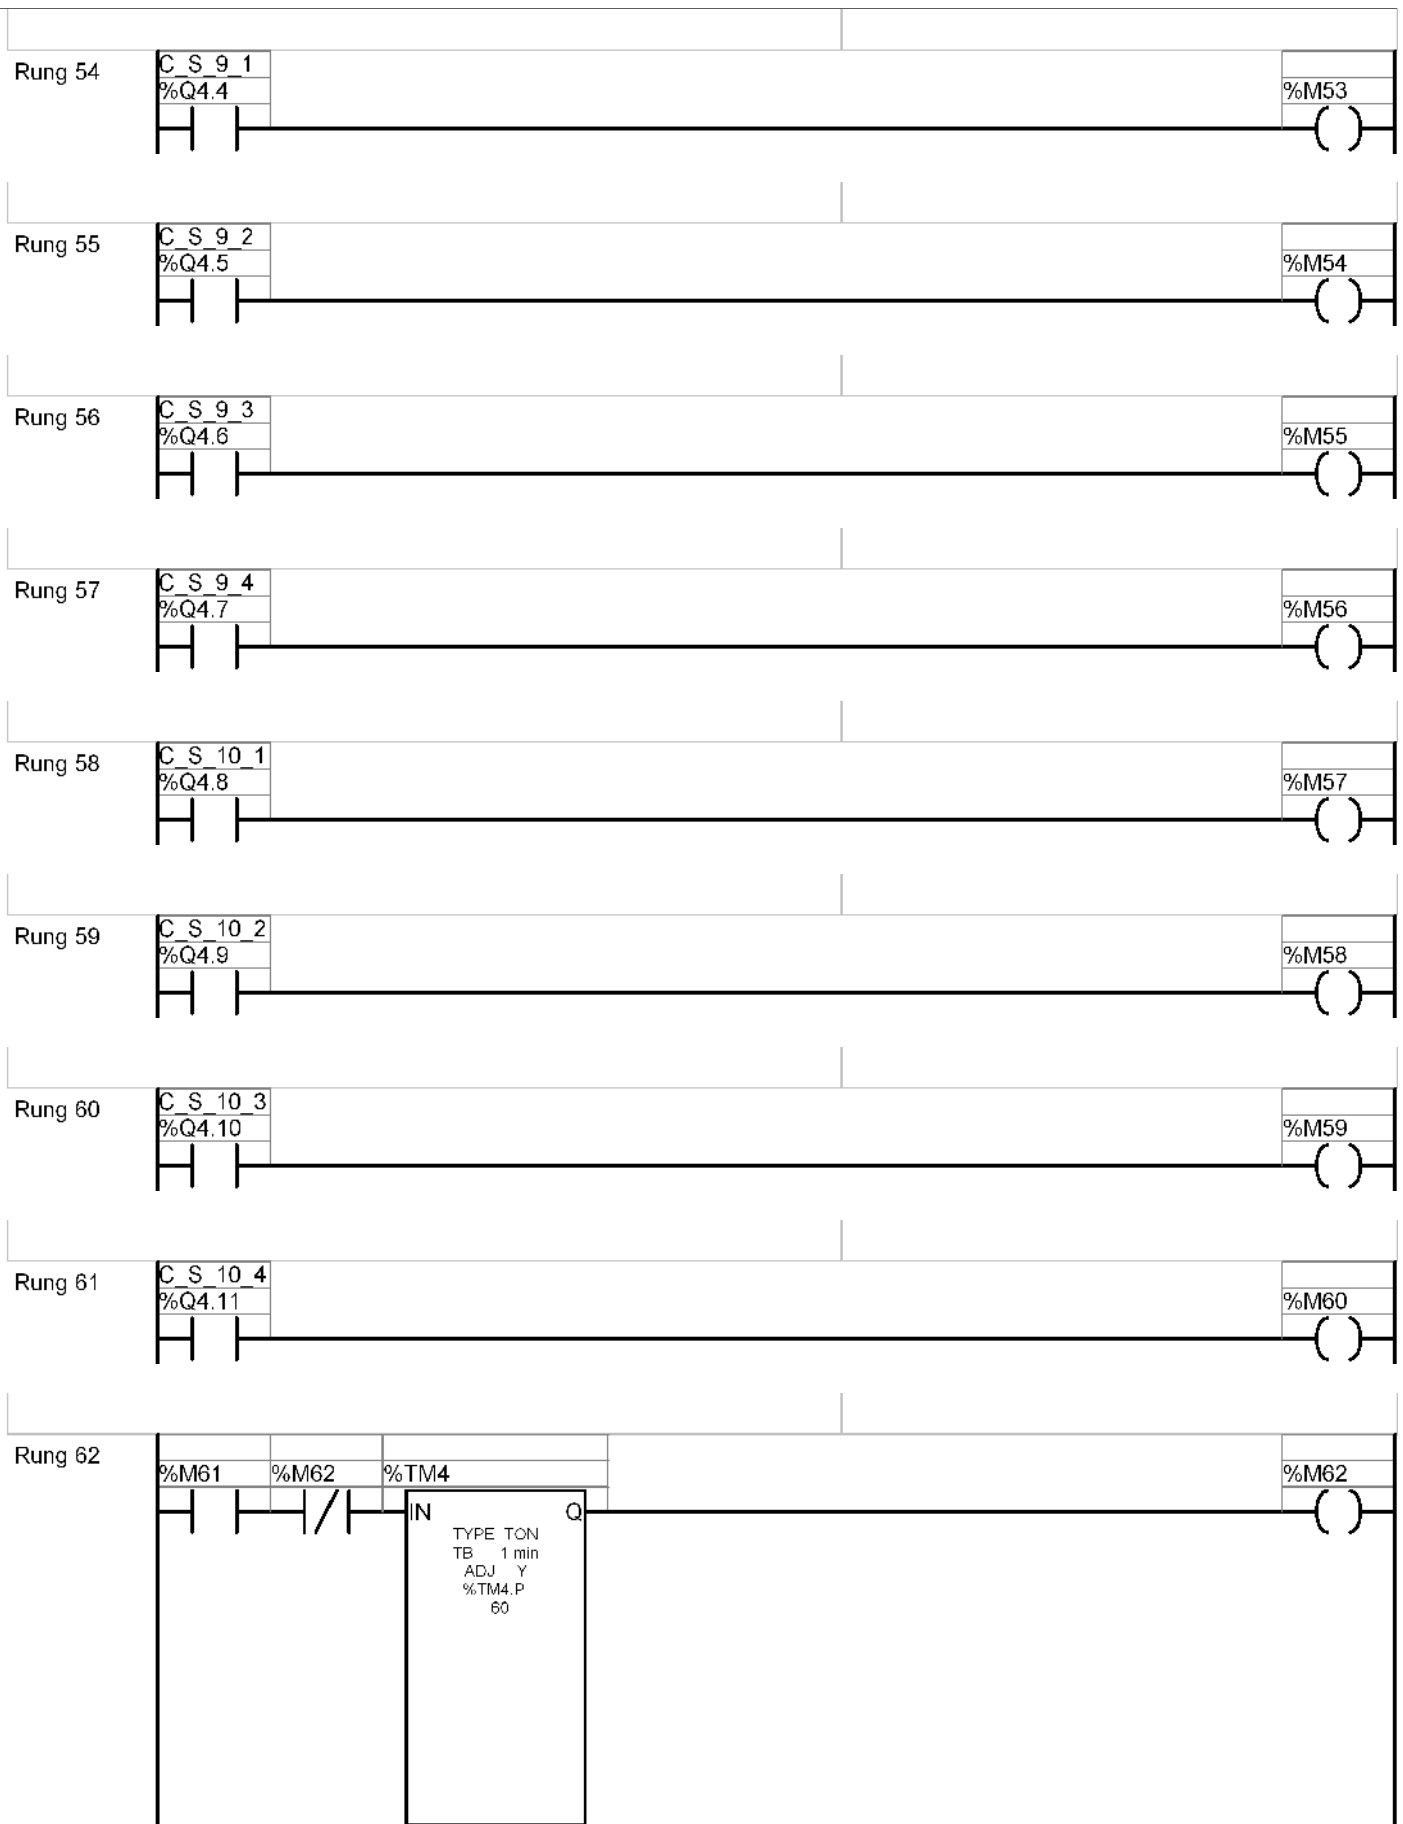 Rung 54
C_S_9_1
%Q4.4
%M53
Rung 55
C_S_9_2
%Q4.5
%M54
Rung 56
C_S_9_3
%Q4.6
%M55
Rung 57
C_S_9_4
%Q4.7
%M56
Rung 58
C_S_10_1
%Q4.8
%M57
Rung 59
C_S_10_2
%Q4.9
%M58
Rung 60
C_S_10_3
%Q4.10
%M59
Rung 61
C_S_10_4
%Q4.11
%M60
Rung 62
%M61 %M62 %TM4 %M62
IN Q
TYPE TON
TB 1 min
ADJ Y
%TM4.P
60